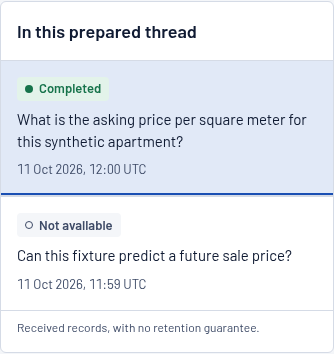 In this prepared thread
Completed
What is the asking price per square meter for
this synthetic apartment?
11 Oct 2026, 12:00 UTC
Not available
Can this fixture predict a future sale price?
11 Oct 2026, 11:59 UTC
Received records, with no retention guarantee.